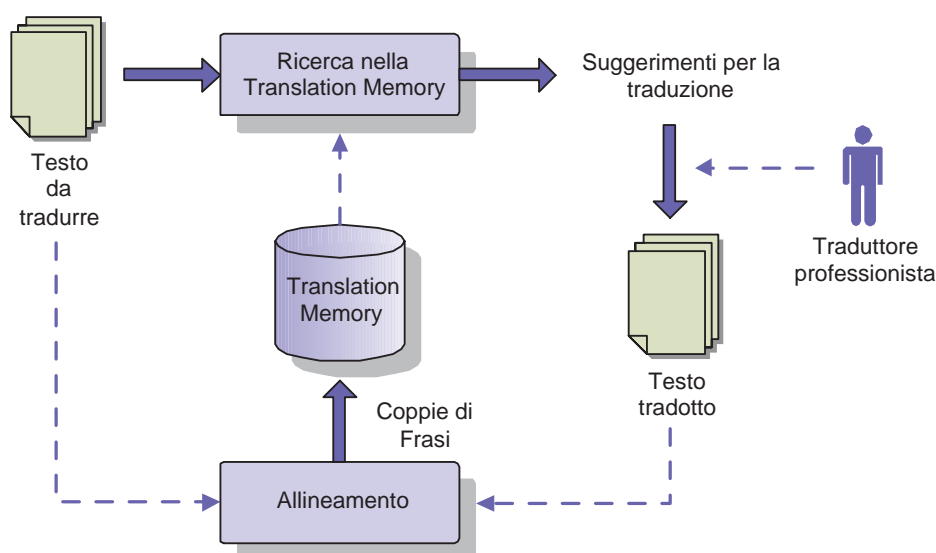 Ricerca nella
Translation Memory
Suggerimenti per la
traduzione
Testo
da
tradurre
Traduttore
professionista
Translation
Memory
Testo
tradotto
Coppie di
Frasi
Allineamento